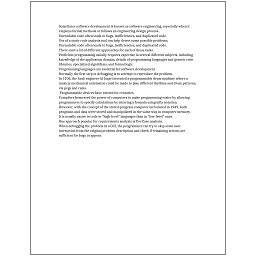 Sometimes software development is known as software engineering, especially when it
employs formal methods or follows an engineering design process.
Unreadable code often leads to bugs, inefficiencies, and duplicated code.
Use of a static code analysis tool can help detect some possible problems.
Unreadable code often leads to bugs, inefficiencies, and duplicated code.
There exist a lot of different approaches for each of those tasks.
Proficient programming usually requires expertise in several different subjects, including
knowledge of the application domain, details of programming languages and generic code
libraries, specialized algorithms, and formal logic.
Programming languages are essential for software development.
Normally the first step in debugging is to attempt to reproduce the problem.
In 1206, the Arab engineer Al-Jazari invented a programmable drum machine where a
musical mechanical automaton could be made to play different rhythms and drum patterns,
via pegs and cams.
Programmable devices have existed for centuries.
Compilers harnessed the power of computers to make programming easier by allowing
programmers to specify calculations by entering a formula using infix notation.
However, with the concept of the stored-program computer introduced in 1949, both
programs and data were stored and manipulated in the same way in computer memory.
It is usually easier to code in "high-level" languages than in "low-level" ones.
One approach popular for requirements analysis is Use Case analysis.
When debugging the problem in a GUI, the programmer can try to skip some user
interaction from the original problem description and check if remaining actions are
sufficient for bugs to appear.